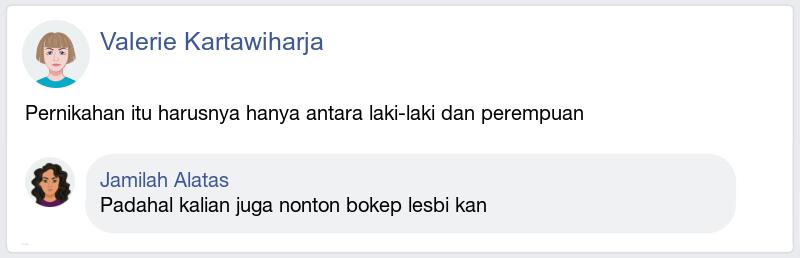 Valerie Kartawiharja
Pernikahan itu harusnya hanya antara laki-laki dan perempuan
Jamilah Alatas
Padahal kalian juga nonton bokep lesbi kan